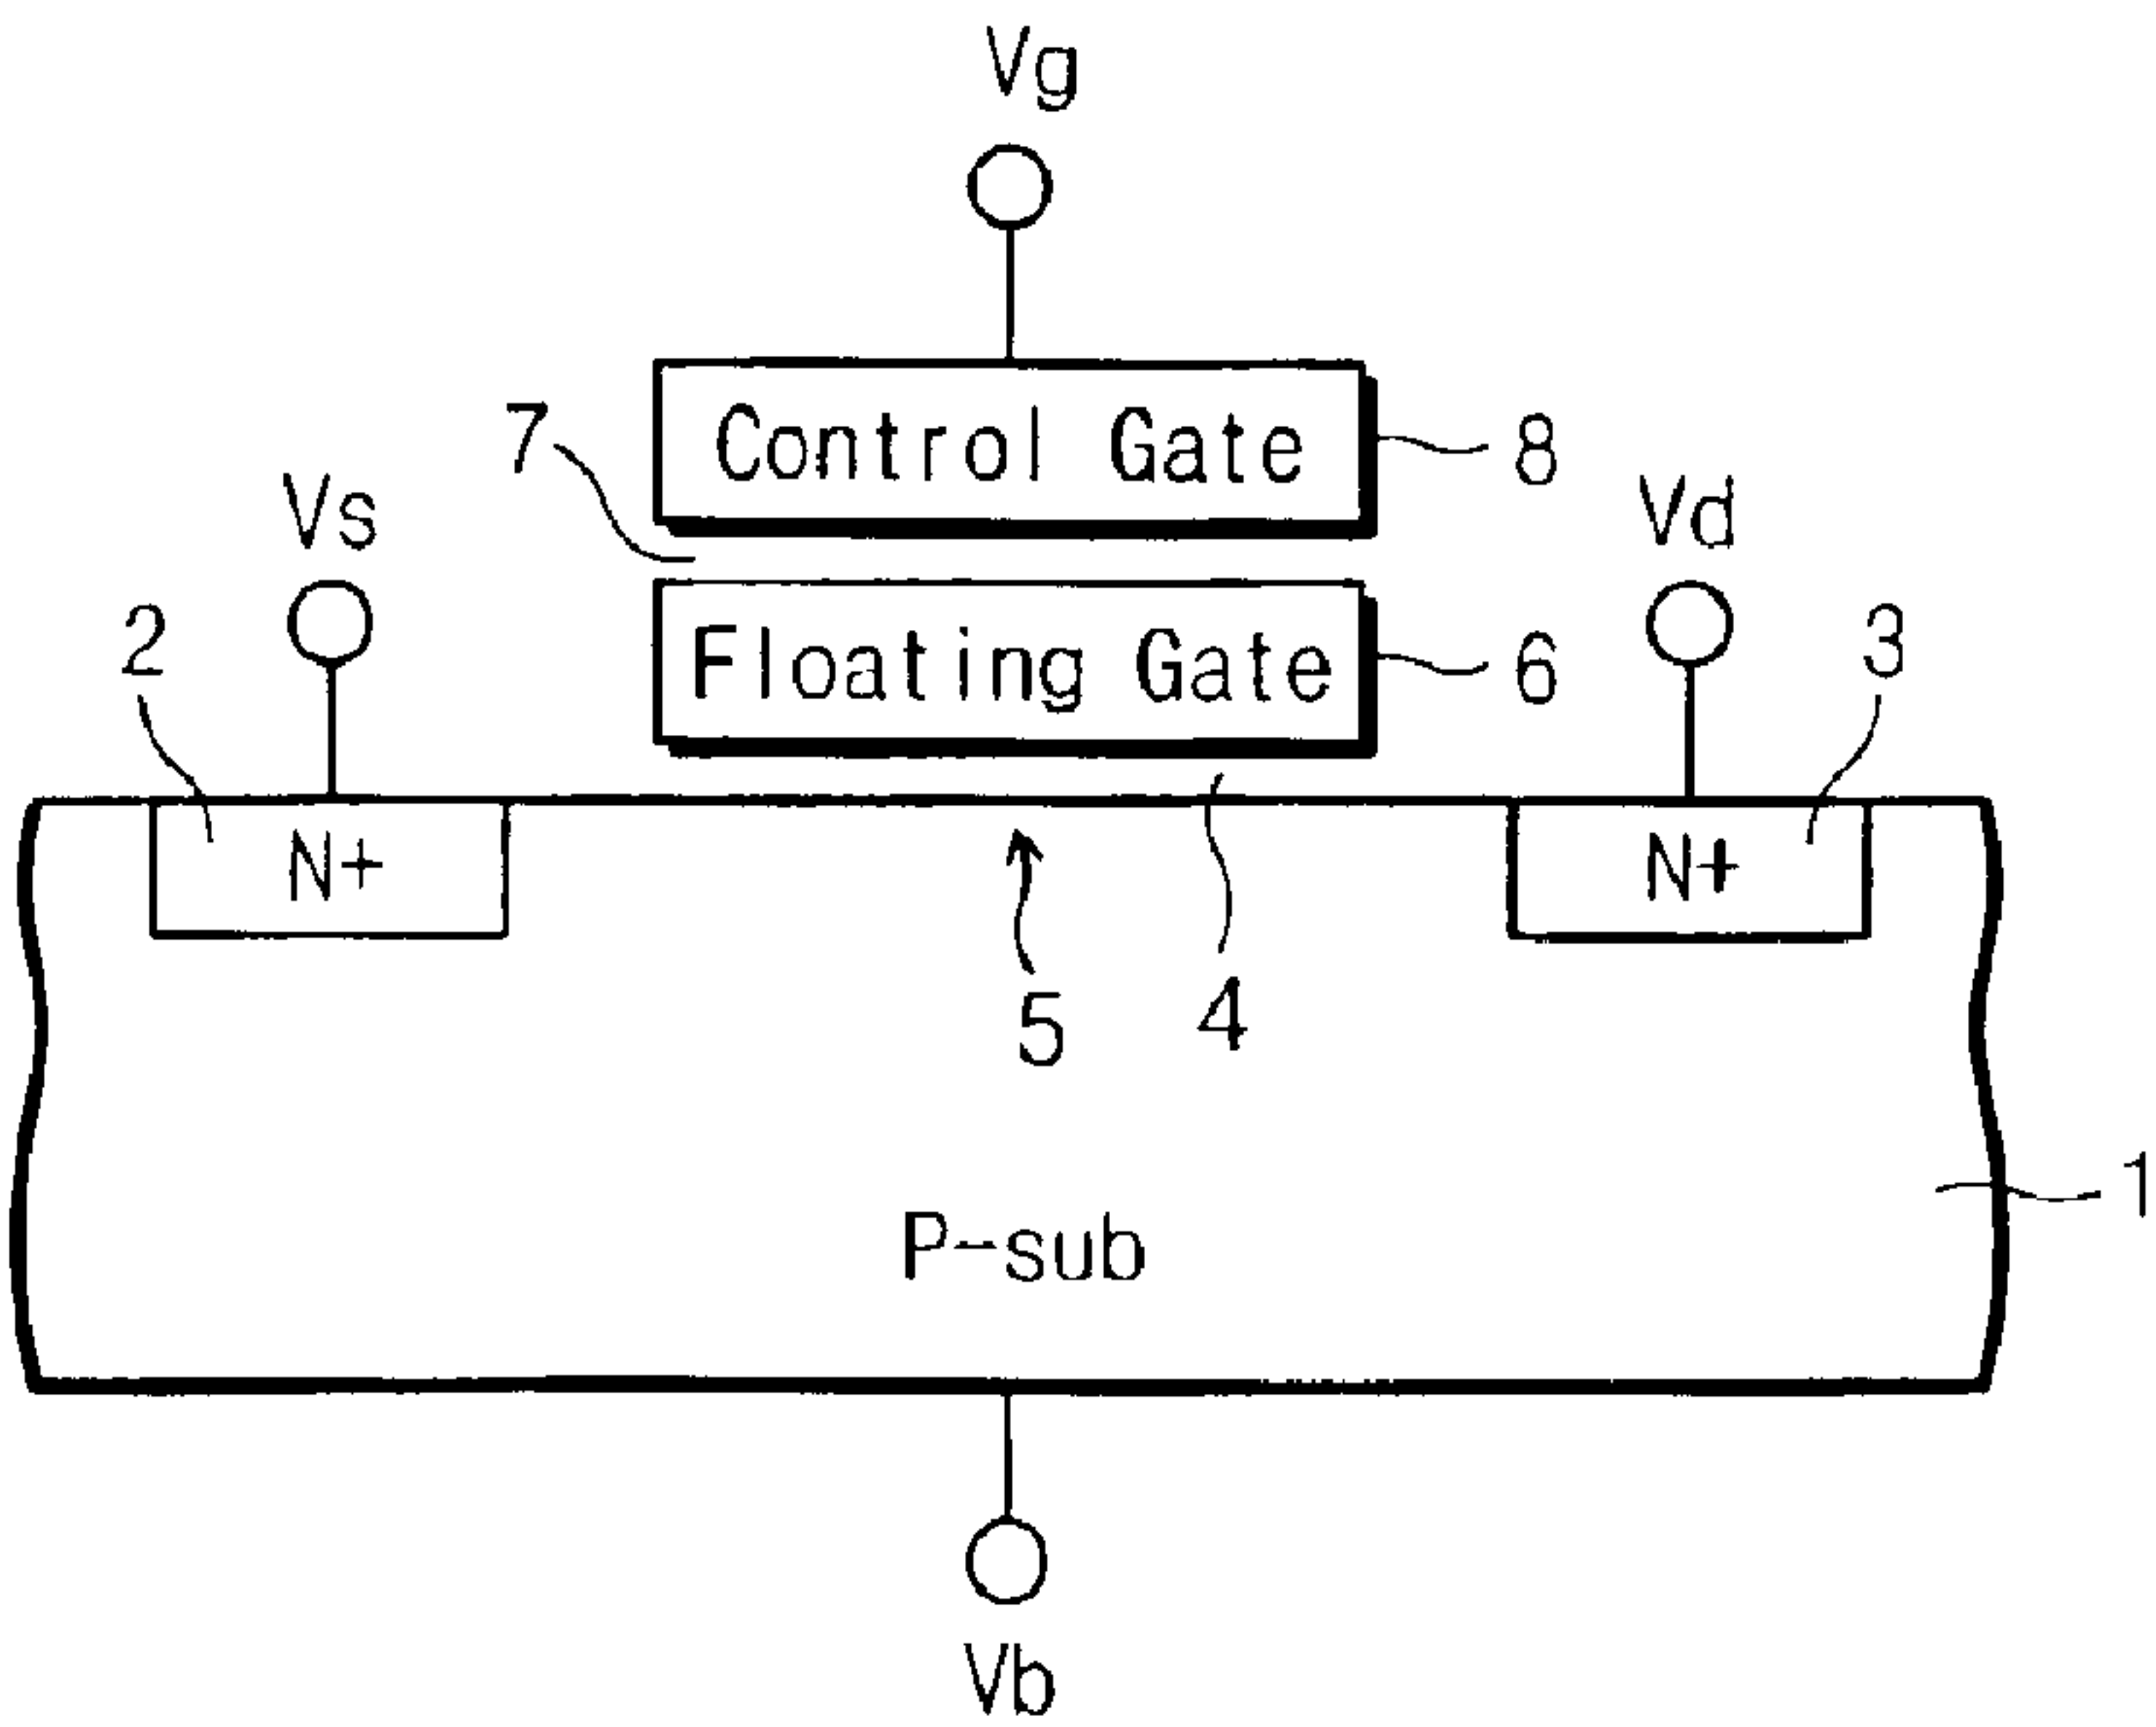 Vg
7
Control Gate
8
Vs
Vd
2
Floating Gate
6
3
N+
N+
5
4
1
P-sub
Vb